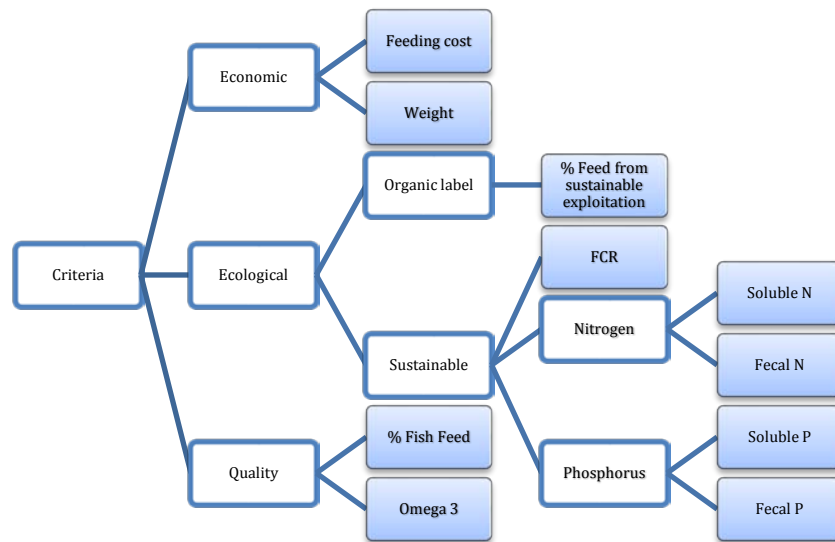 Criteria
Economic
Feeding cost
Weight
Ecological
Organic label
% Feed from
sustainable
exploitation
Sustainable
FCR
Nitrogen
Soluble N
Fecal N
Phosphorus
Soluble P
Fecal P
Quality
% Fish Feed
Omega 3